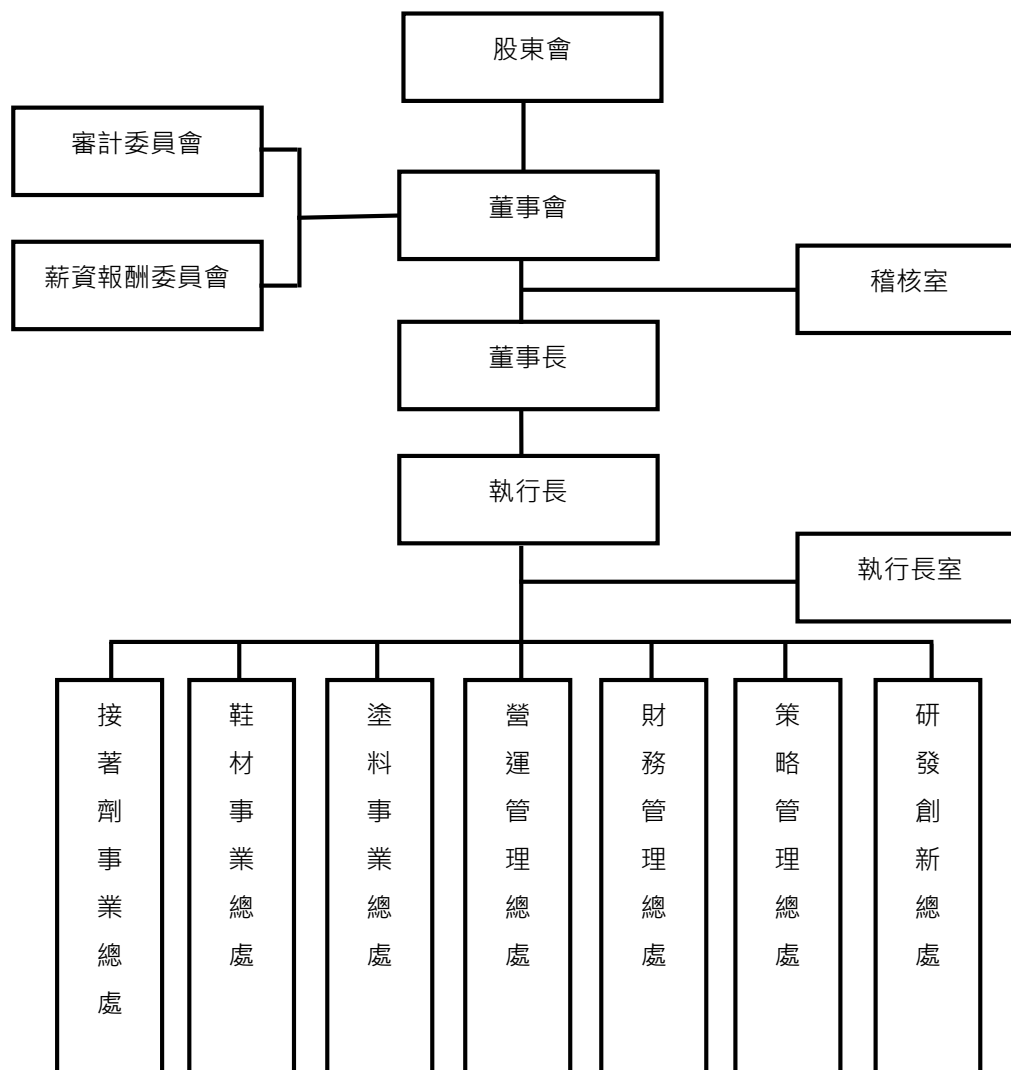 股東會
審計委員會
董事會
薪資報酬委員會
稽核室
董事長
執行長
執行長室
接著劑事業總處
鞋材事業總處
塗料事業總處
營運管理總處
財務管理總處
策略管理總處
研發創新總處